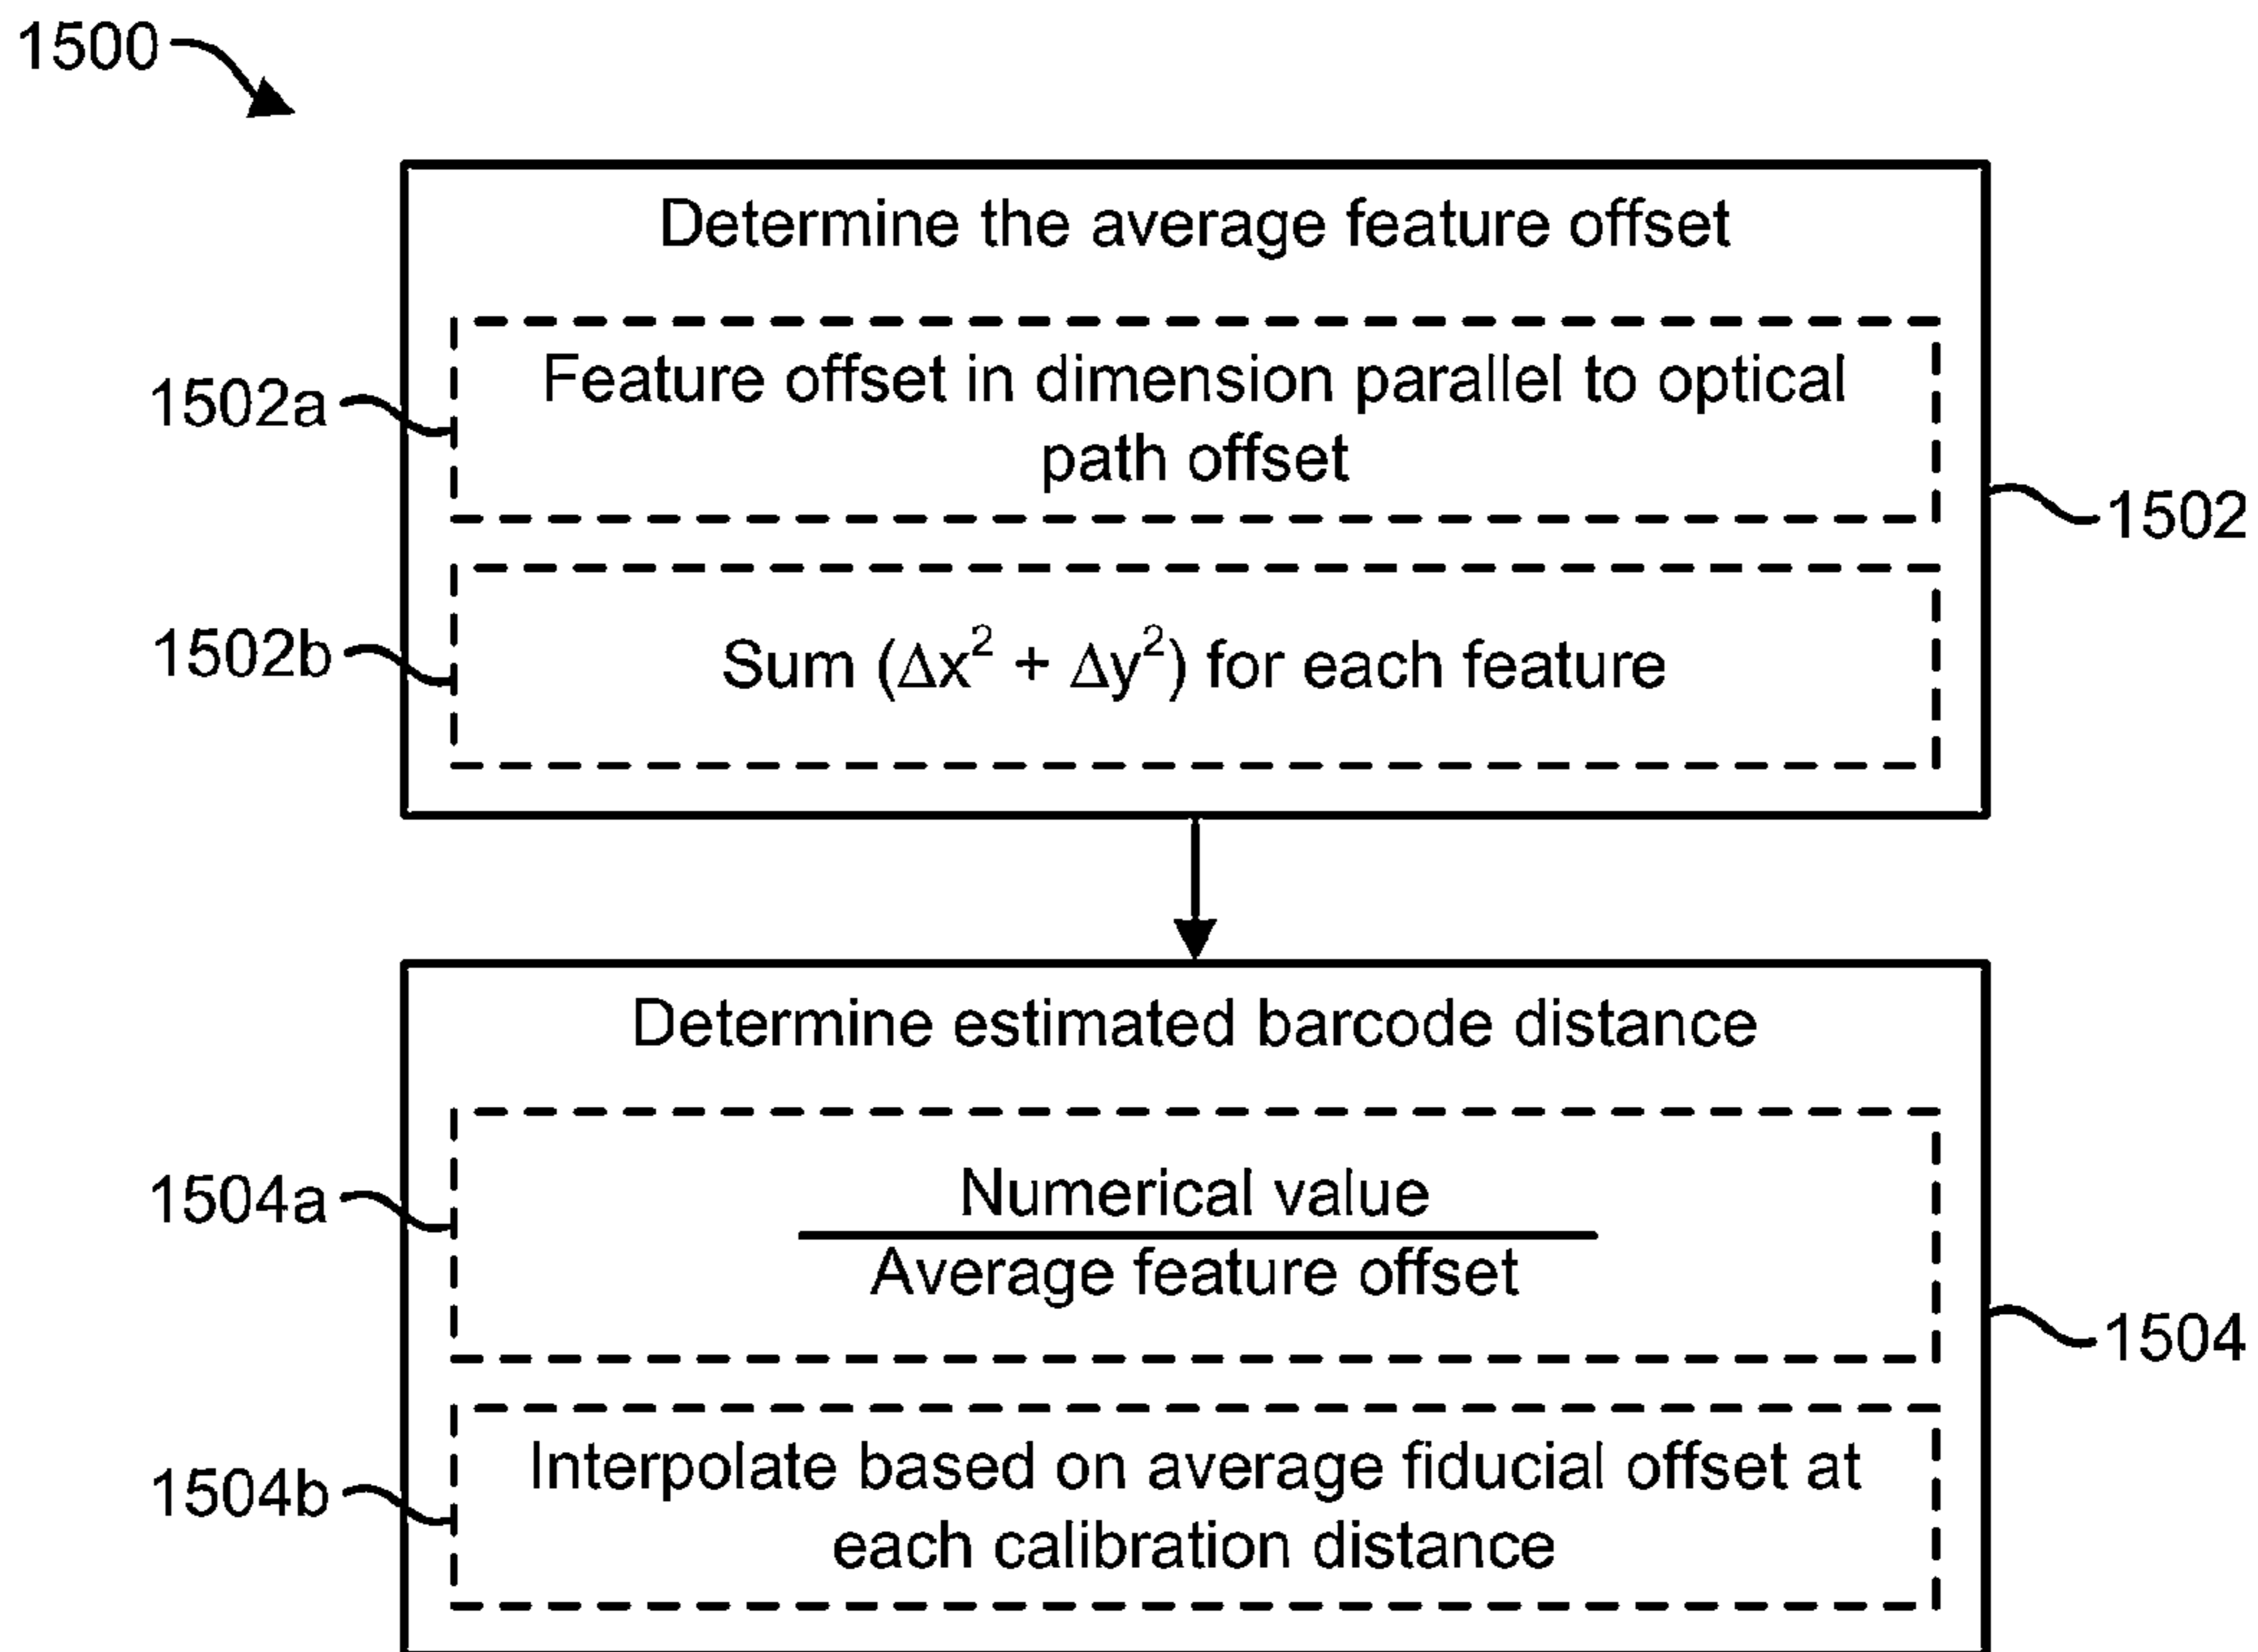 1500
Determine the average feature offset
1502a
Feature offset in dimension parallel to optical
path offset
1502
1502b
Sum (Δx² + Δy²) for each feature
Determine estimated barcode distance
1504a
Numerical value
Average feature offset
1504
1504b
Interpolate based on average fiducial offset at
each calibration distance